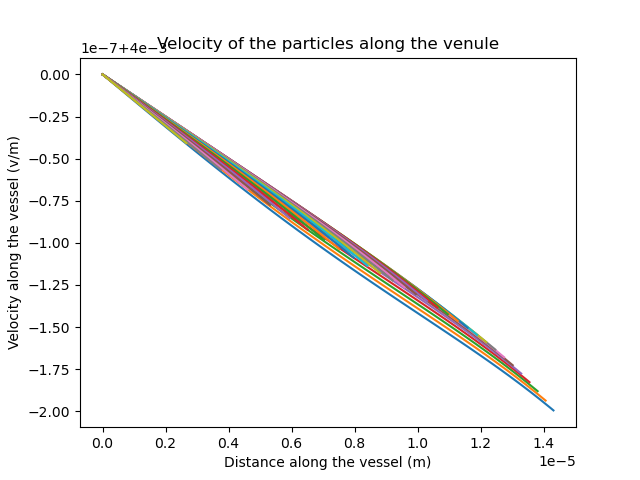 Velocity of the particles along the venule
1e−7+4e−3
0.00
−0.25
−0.50
−0.75
−1.00
−1.25
−1.50
−1.75
−2.00
Velocity along the vessel (v/m)
0.0 0.2 0.4 0.6 0.8 1.0 1.2 1.4
1e−5
Distance along the vessel (m)